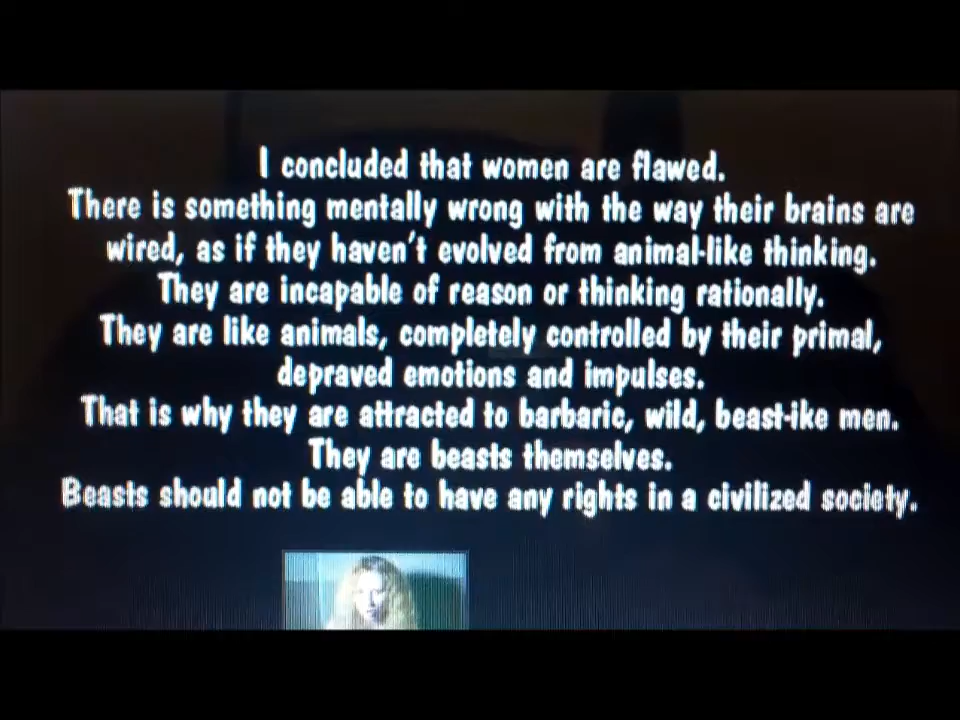 I concluded that women are flawed.
There is something mentally wrong with the way their brains are
wired, as if they haven't evolved from animal-like thinking.
They are incapable of reason or thinking rationally.
They are like animals, completely controlled by their primal,
depraved emotions and impulses.
That is why they are attracted to barbaric, wild, beast-ike men.
They are beasts themselves.
Beasts should not be able to have any rights in a civilized society.